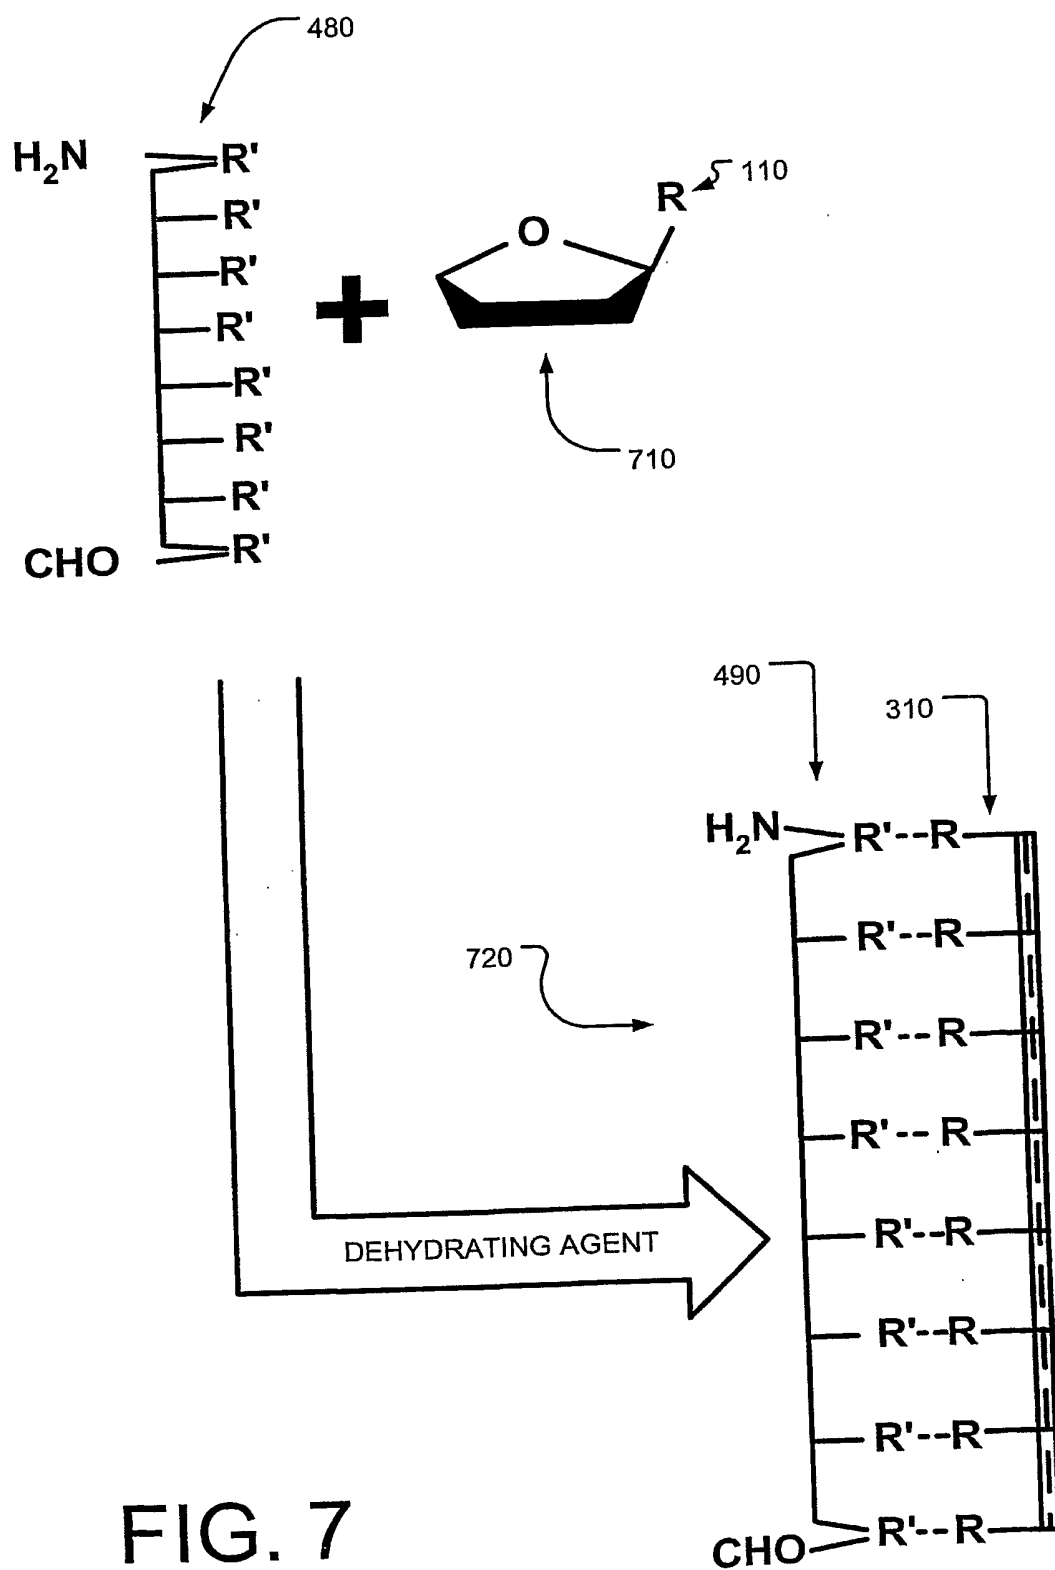 480
H2N R'
R'
R'
R'
R'
R'
R'
CHO R'
+
O
R 110
710
490
310
H2N R'--R
R'--R
720
R'--R
R'--R
R'--R
R'--R
R'--R
CHO R'--R
DEHYDRATING AGENT
FIG. 7